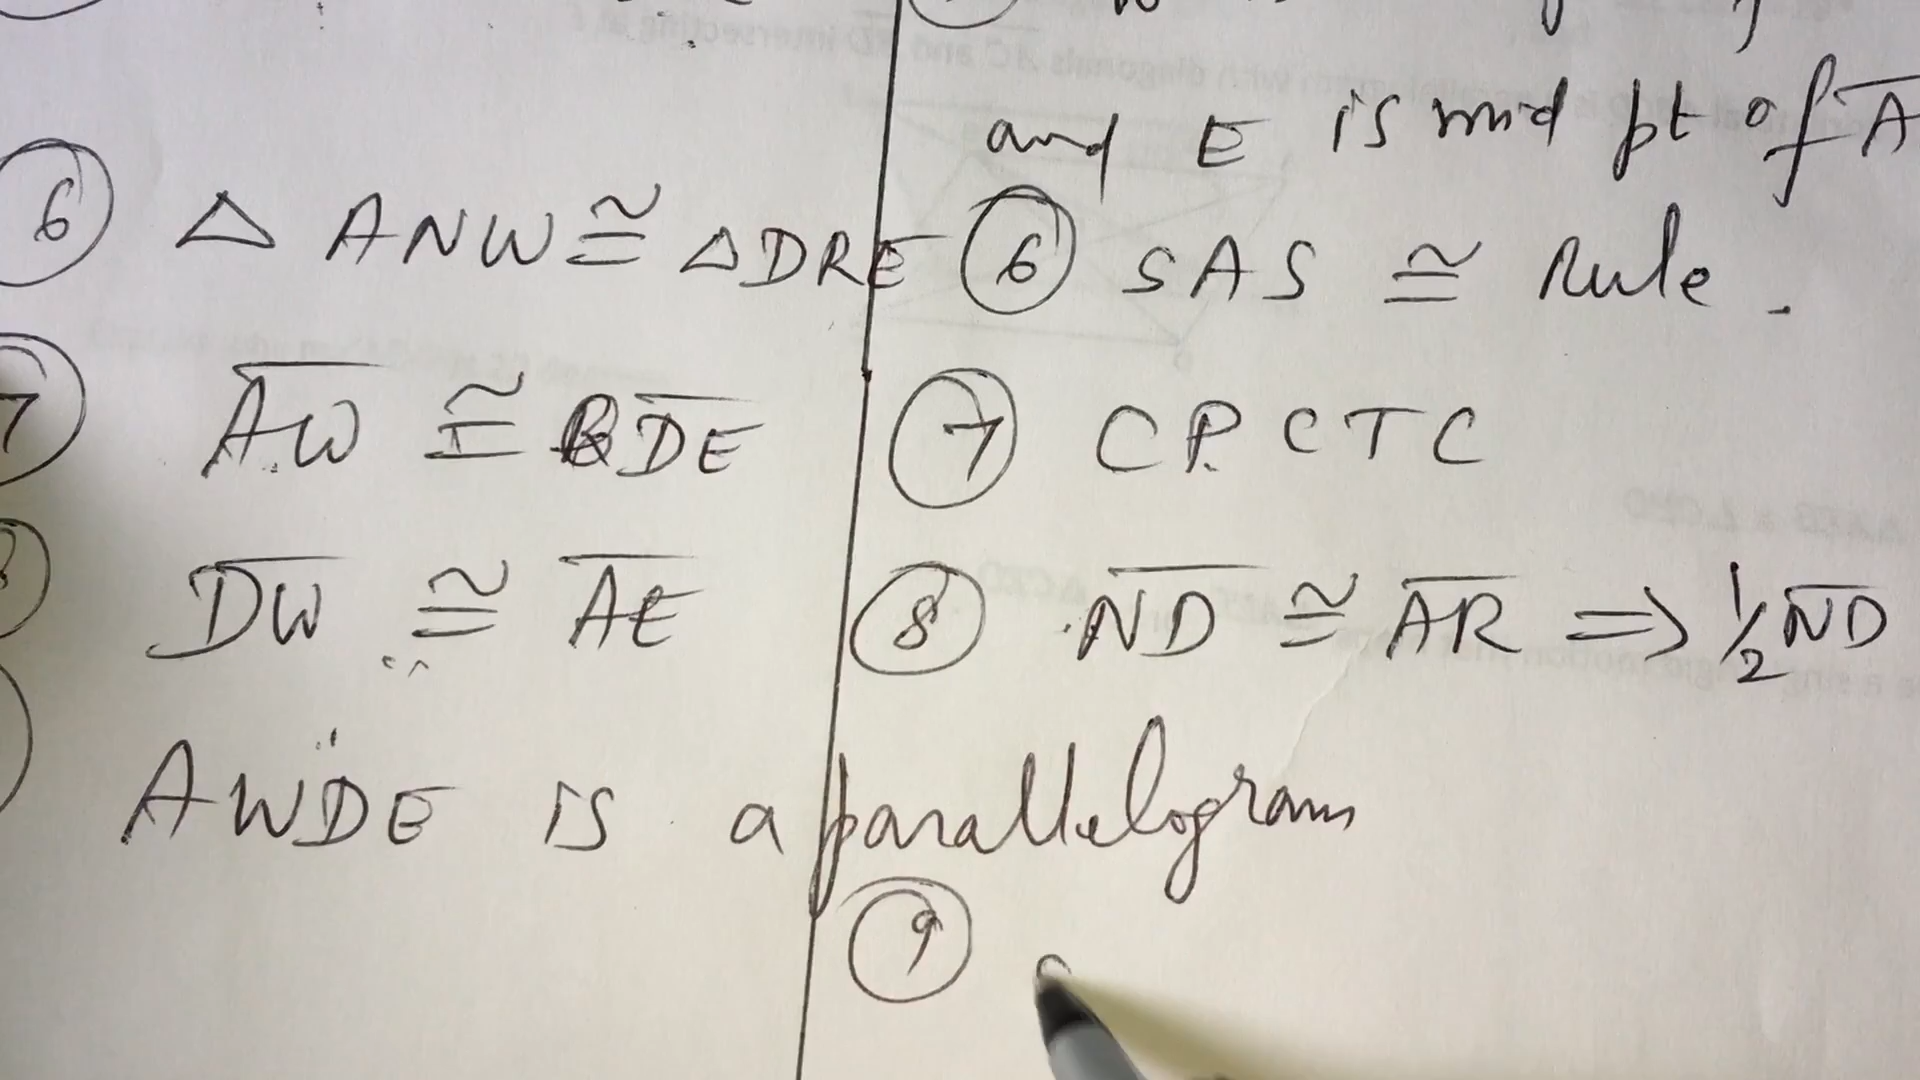 and E is mid pt of A
6 △ ANW ≅ △DRE 6 SAS ≅ Rule.
7 AW ≅ DE 7 CPCTC
8 DW ≅ AE 8 ND ≅ AR ⇒ 1/2 ND
AWDE is a parallelogram
9